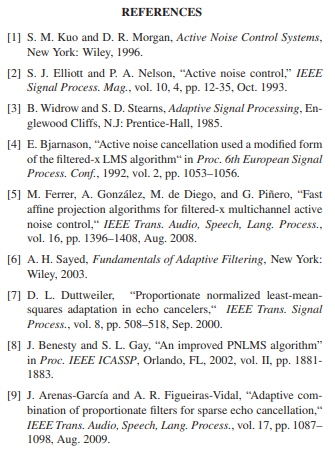 REFERENCES
[1] S. M. Kuo and D. R. Morgan, Active Noise Control Systems,
New York: Wiley, 1996.
[2] S. J. Elliott and P. A. Nelson, “Active noise control,” IEEE
Signal Process. Mag., vol. 10, 4, pp. 12-35, Oct. 1993.
[3] B. Widrow and S. D. Stearns, Adaptive Signal Processing, En-
glewood Cliffs, N.J: Prentice-Hall, 1985.
[4] E. Bjarnason, “Active noise cancellation used a modified form
of the filtered-x LMS algorithm“ in Proc. 6th European Signal
Process. Conf., 1992, vol. 2, pp. 1053–1056.
[5] M. Ferrer, A. González, M. de Diego, and G. Piñero, “Fast
affine projection algorithms for filtered-x multichannel active
noise control,“ IEEE Trans. Audio, Speech, Lang. Process.,
vol. 16, pp. 1396–1408, Aug. 2008.
[6] A. H. Sayed, Fundamentals of Adaptive Filtering, New York:
Wiley, 2003.
[7] D. L. Duttweiler, “Proportionate normalized least-mean-
squares adaptation in echo cancelers,“ IEEE Trans. Signal
Process., vol. 8, pp. 508–518, Sep. 2000.
[8] J. Benesty and S. L. Gay, “An improved PNLMS algorithm”
in Proc. IEEE ICASSP, Orlando, FL, 2002, vol. II, pp. 1881-
1883.
[9] J. Arenas-García and A. R. Figueiras-Vidal, “Adaptive com-
bination of proportionate filters for sparse echo cancellation,“
IEEE Trans. Audio, Speech, Lang. Process., vol. 17, pp. 1087–
1098, Aug. 2009.